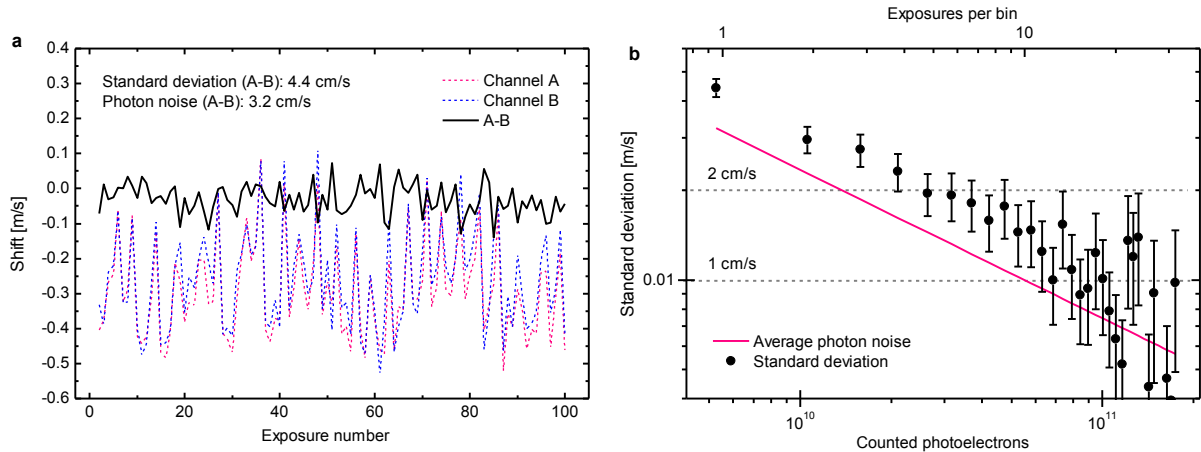 a
Standard deviation (A-B): 4.4 cm/s
Photon noise (A-B): 3.2 cm/s
Channel A
Channel B
A-B
0.4
0.3
0.2
0.1
0.0
-0.1
-0.2
-0.3
-0.4
-0.5
-0.6
Shift [m/s]
0 20 40 60 80 100
Exposure number
b
Exposures per bin
1 10
2 cm/s
1 cm/s
0.01
Standard deviation [m/s]
Average photon noise
Standard deviation
10^10 10^11
Counted photoelectrons